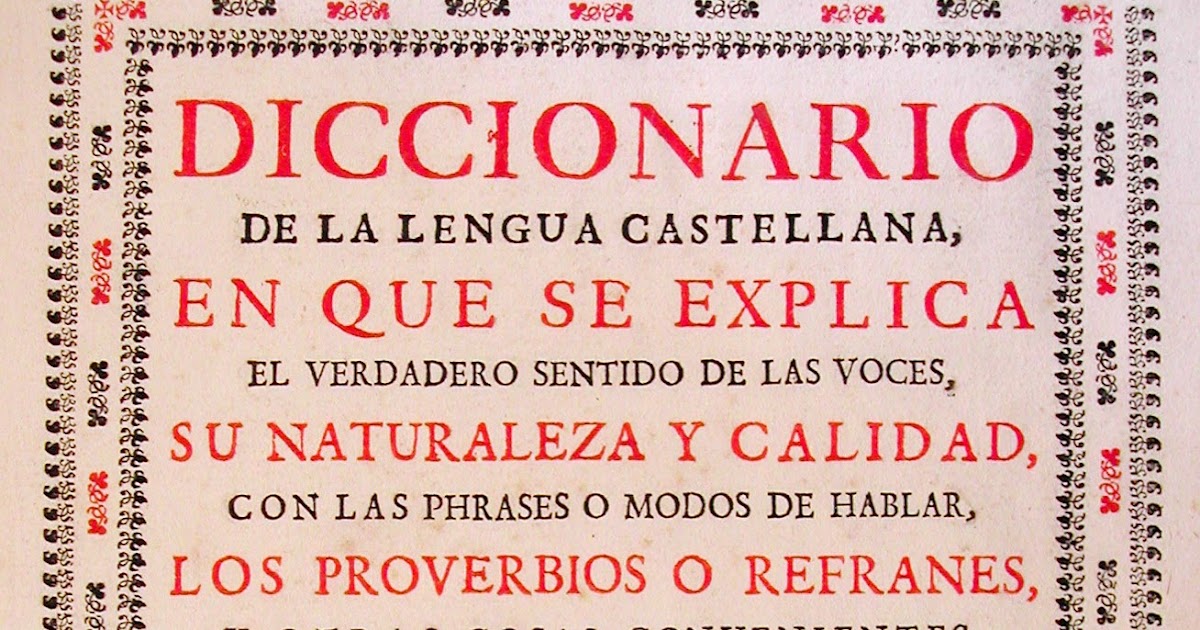 DICCIONARIO
DE LA LENGUA CASTELLANA,
EN QUE SE EXPLICA
EL VERDADERO SENTIDO DE LAS VOCES,
SU NATURALEZA Y CALIDAD,
CON LAS PHRASES O MODOS DE HABLAR,
LOS PROVERBIOS O REFRANES,